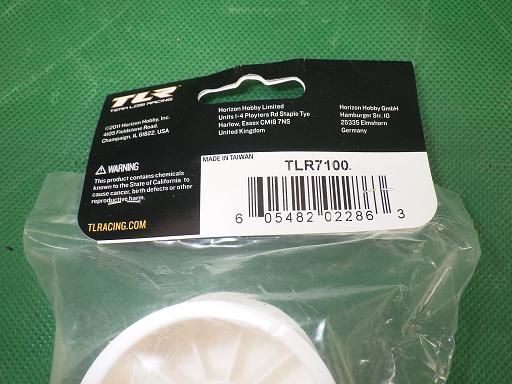 TLR
TEAM LOSI RACING
©2011 Horizon Hobby, Inc.
4105 Fieldstone Road,
Champaign, IL 61822, USA
Horizon Hobby Limited
Units 1-4 Ployters Rd Staple Tye
Harlow, Essex CM18 7NS
United Kingdom
Horizon Hobby GmbH
Hamburger Str. 10
25335 Elmshorn
Germany
WARNING
This product contains chemicals
known to the State of California to
cause cancer, birth defects or other
reproductive harm.
TLRACING.COM
MADE IN TAIWAN
TLR7100
6 05482 02286 3